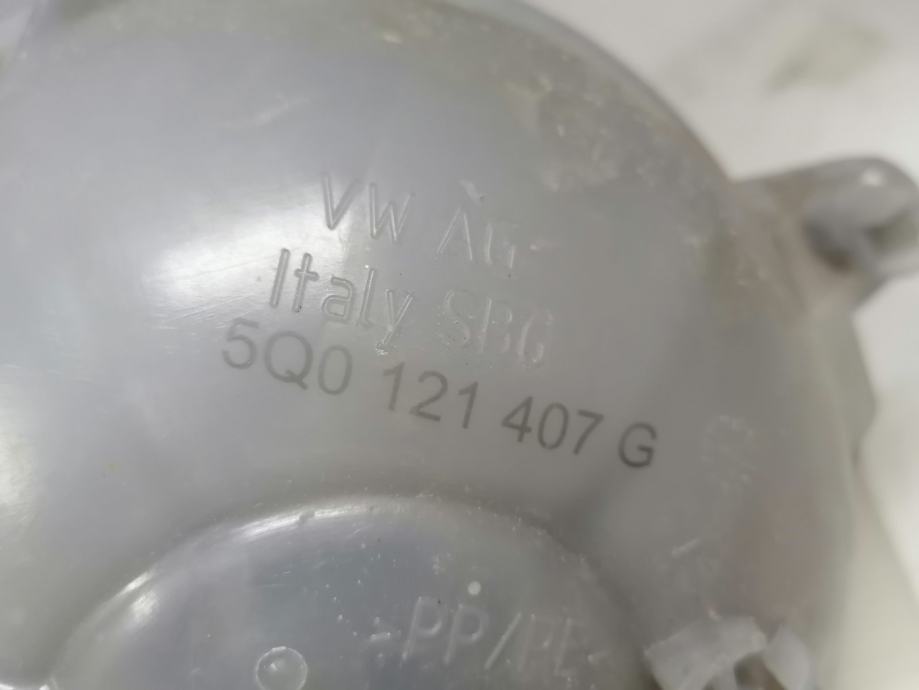 VW AG
Italy SBG
5Q0 121 407 G
>PP/PE<